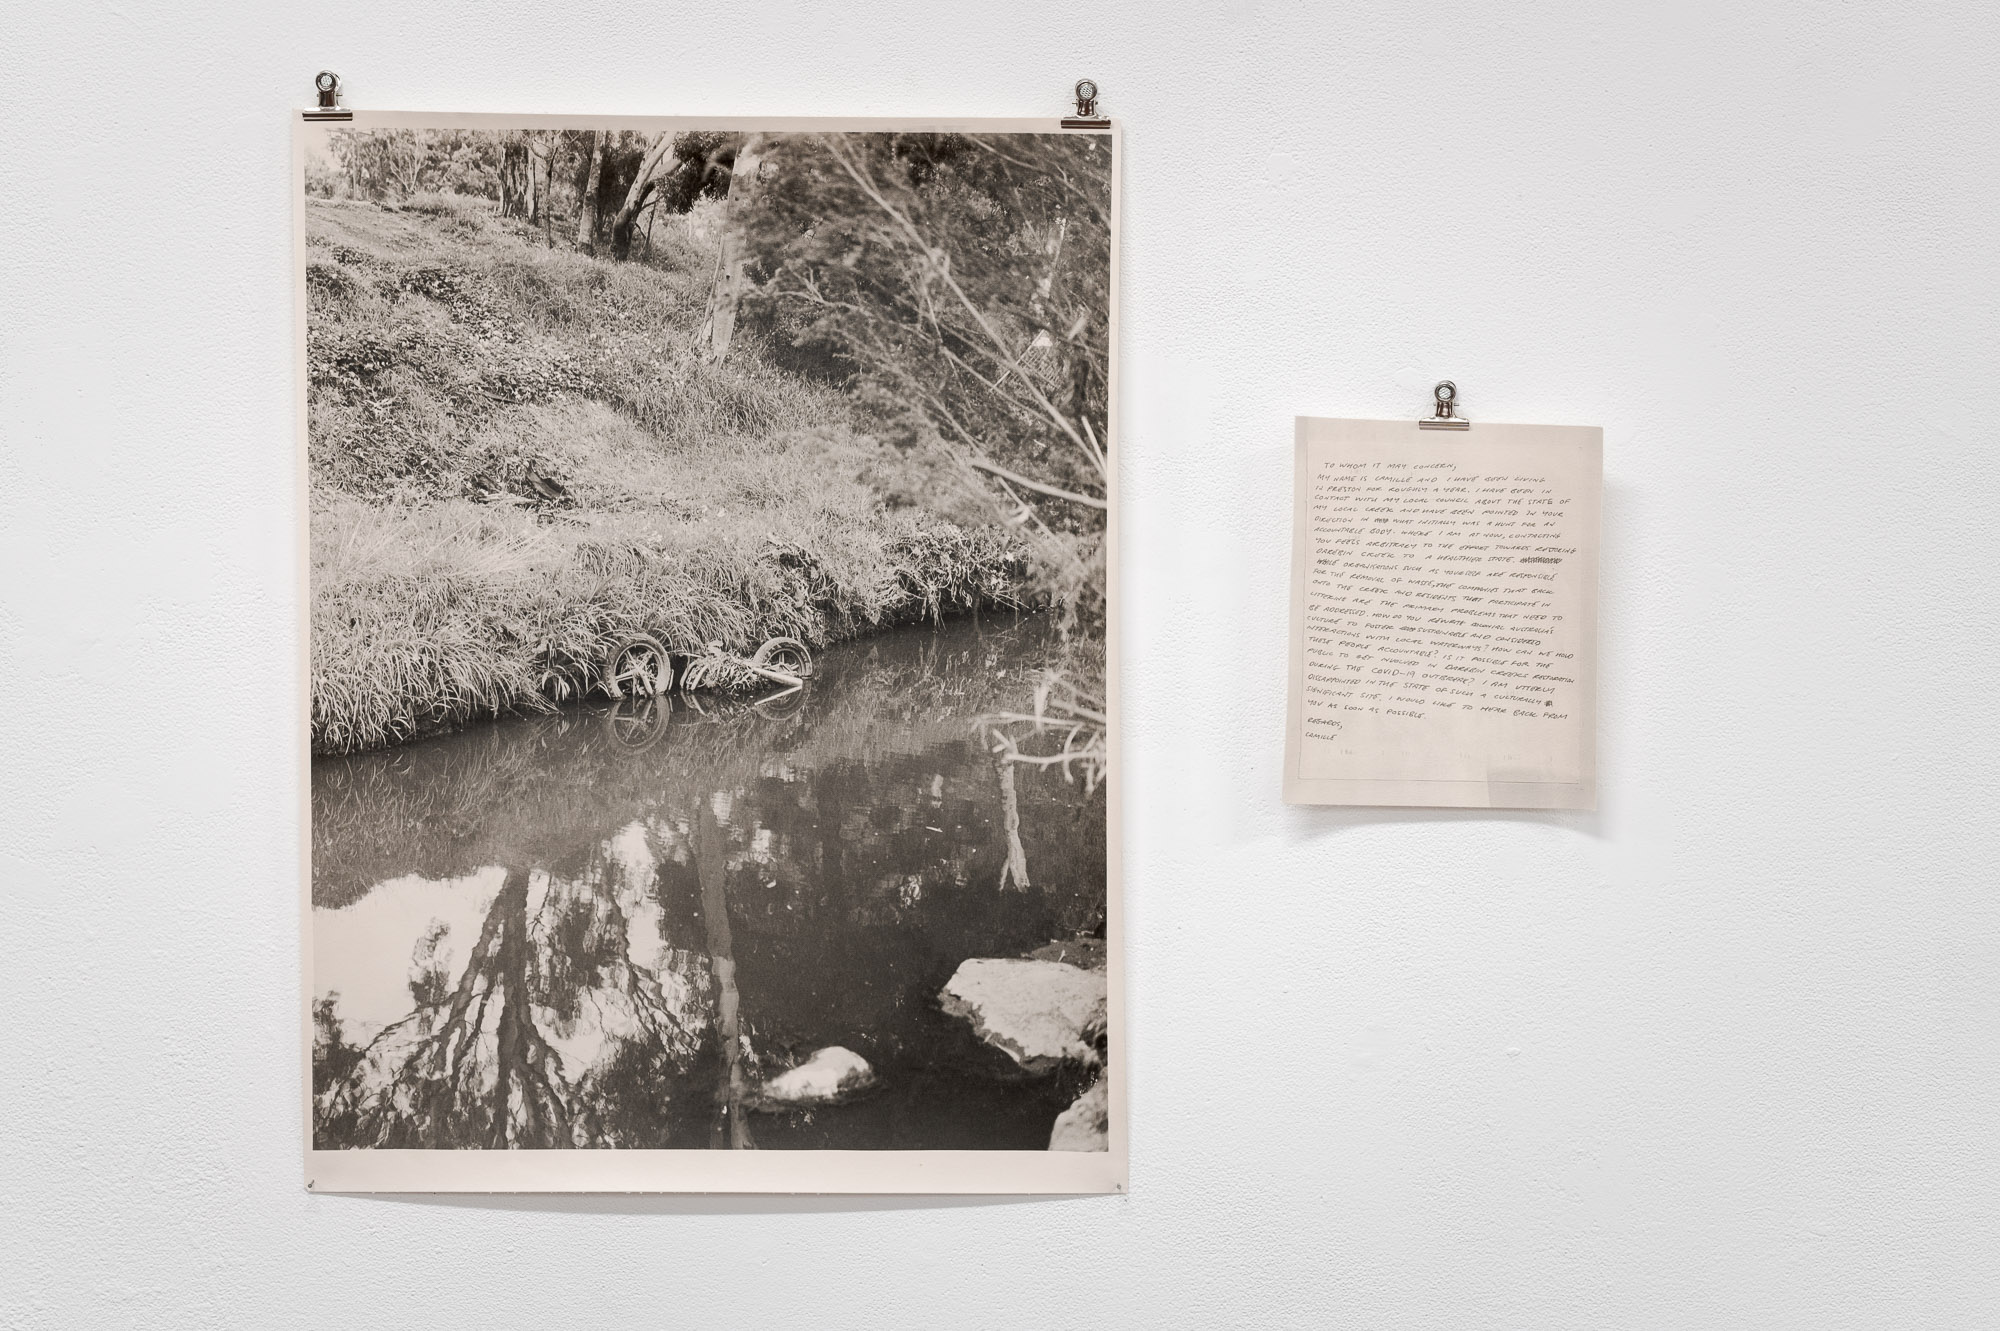 TO WHOM IT MAY CONCERN,
MY NAME IS CAMILLE AND I HAVE BEEN LIVING
IN PRESTON FOR ROUGHLY A YEAR. I HAVE BEEN IN
CONTACT WITH MY LOCAL COUNCIL ABOUT THE STATE OF
MY LOCAL CREEK AND HAVE BEEN POINTED IN YOUR
DIRECTION IN WHAT INITIALLY WAS A HUNT FOR AN
ACCOUNTABLE BODY. WHERE I AM AT NOW, CONTACTING
YOU FEELS ARBITRARY TO THE EFFORT TOWARDS RESTORING
DAREBIN CREEK TO A HEALTHIER STATE.
WHILE ORGANISATIONS SUCH AS YOURSELF ARE RESPONSIBLE
FOR THE REMOVAL OF WASTE, THE COMPANIES THAT BACK
ONTO THE CREEK AND RESIDENTS THAT PARTICIPATE IN
LITTERING ARE THE PRIMARY PROBLEMS THAT NEED TO
BE ADDRESSED. HOW DO YOU REWRITE COLONIAL AUSTRALIA'S
CULTURE TO FOSTER SUSTAINABLE AND CONSIDERED
INTERACTIONS WITH LOCAL WATERWAYS? HOW CAN WE HOLD
THESE PEOPLE ACCOUNTABLE? IS IT POSSIBLE FOR THE
PUBLIC TO GET INVOLVED IN DAREBIN CREEKS RESTORATION
DURING THE COVID-19 OUTBREAK? I AM UTTERLY
DISAPPOINTED IN THE STATE OF SUCH A CULTURALLY
SIGNIFICANT SITE. I WOULD LIKE TO HEAR BACK FROM
YOU AS SOON AS POSSIBLE.
REGARDS,
CAMILLE